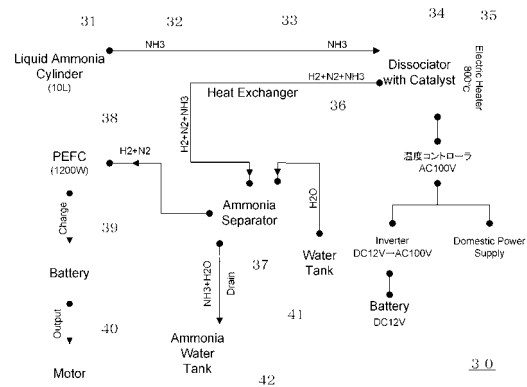 31
32
33
34
35
NH3
NH3
Liquid Ammonia
Cylinder
(10L)
Dissociator
with Catalyst
Electric Heater
800℃
H2+N2+NH3
Heat Exchanger
36
H2+N2+NH3
38
PEFC
(1200W)
H2+N2
温度コントローラ
AC100V
Charge
Ammonia
Separator
H2O
39
37
Water
Tank
Inverter
DC12V→AC100V
Domestic Power
Supply
Battery
NH3+H2O
Drain
41
Battery
DC12V
Output
40
Ammonia
Water
Tank
Motor
42
30